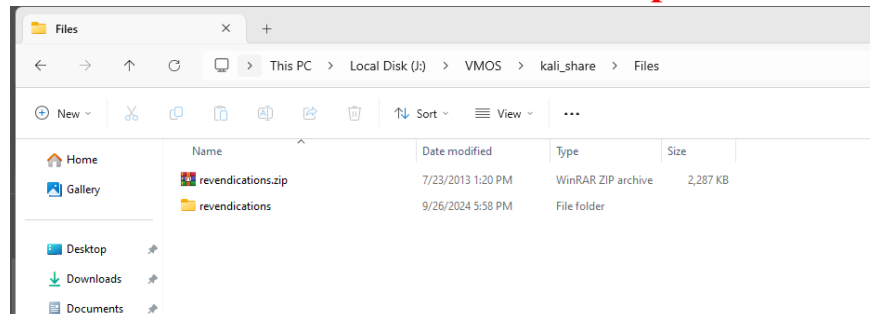 Files
This PC > Local Disk (J:) > VMOS > kali_share > Files
New Sort View ...
Name Date modified Type Size
Home
revendications.zip 7/23/2013 1:20 PM WinRAR ZIP archive 2,287 KB
Gallery
revendications 9/26/2024 5:58 PM File folder
Desktop
Downloads
Documents